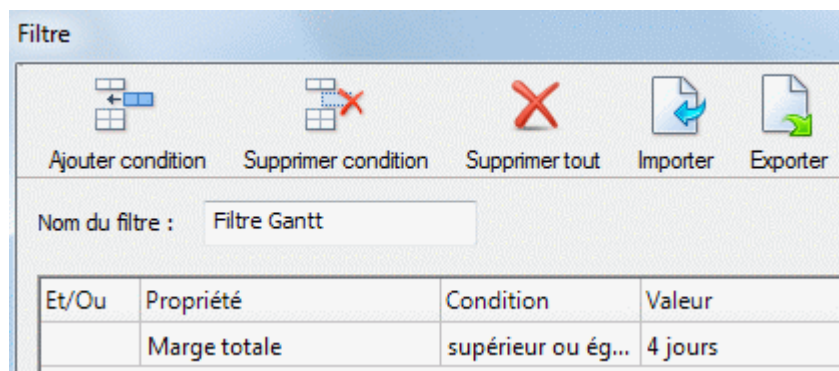 Filtre
Ajouter condition Supprimer condition Supprimer tout Importer Exporter
Nom du filtre : Filtre Gantt
Et/Ou Propriété Condition Valeur
Marge totale supérieur ou ég... 4 jours